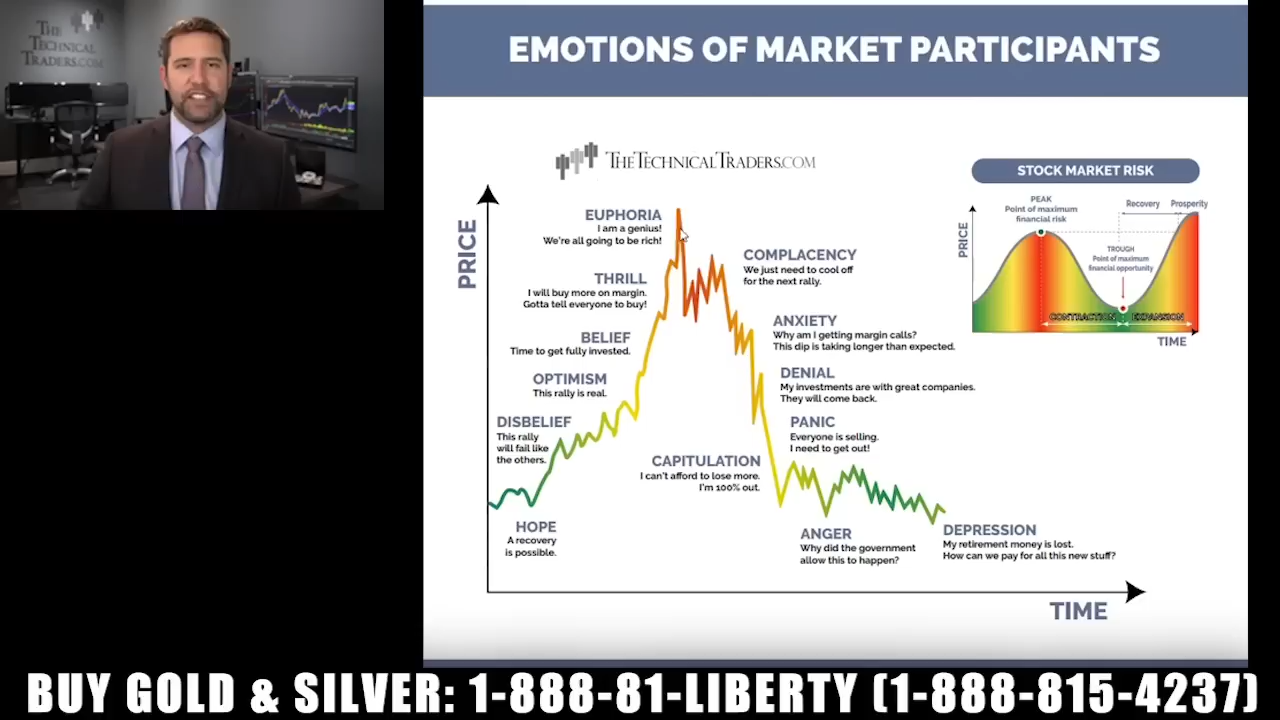 THE
TECHNICAL
TRADERS.COM
EMOTIONS OF MARKET PARTICIPANTS
THETECHNICALTRADERS.COM
PRICE
EUPHORIA
I am a genius!
We're all going to be rich!
THRILL
I will buy more on margin.
Gotta tell everyone to buy!
BELIEF
Time to get fully invested.
OPTIMISM
This rally is real.
DISBELIEF
This rally
will fail like
the others.
HOPE
A recovery
is possible.
COMPLACENCY
We just need to cool off
for the next rally.
ANXIETY
Why am I getting margin calls?
This dip is taking longer than expected.
DENIAL
My investments are with great companies.
They will come back.
PANIC
Everyone is selling.
I need to get out!
CAPITULATION
I can't afford to lose more.
I'm 100% out.
ANGER
Why did the government
allow this to happen?
DEPRESSION
My retirement money is lost.
How can we pay for all this new stuff?
TIME
STOCK MARKET RISK
PRICE
PEAK
Point of maximum
financial risk
Recovery Prosperity
TROUGH
Point of maximum
financial opportunity
CONTRACTION EXPANSION
TIME
BUY GOLD & SILVER: 1-888-81-LIBERTY (1-888-815-4237)